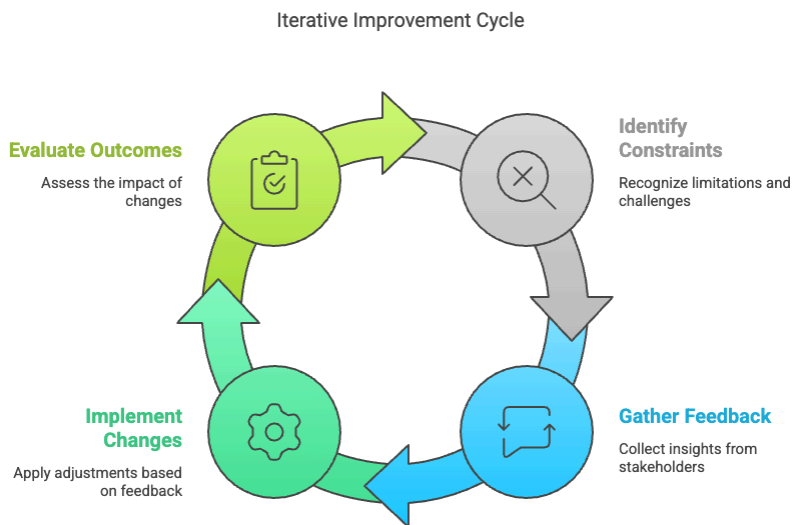 Iterative Improvement Cycle
Evaluate Outcomes
Assess the impact of
changes
Identify
Constraints
Recognize limitations and
challenges
Implement
Changes
Apply adjustments based
on feedback
Gather Feedback
Collect insights from
stakeholders